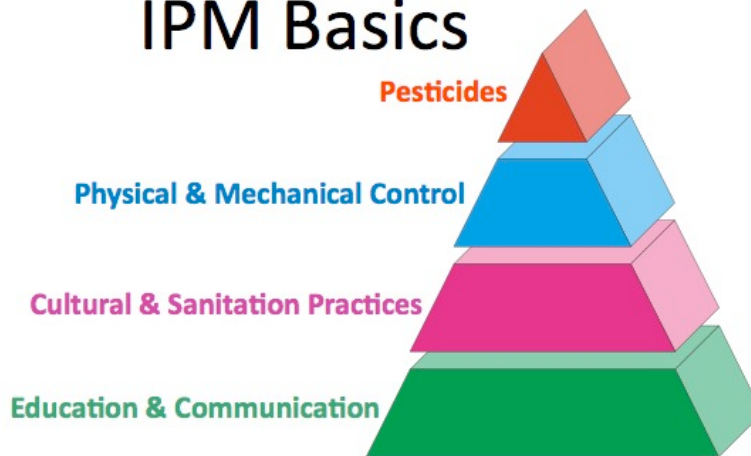 IPM Basics
Pesticides
Physical & Mechanical Control
Cultural & Sanitation Practices
Education & Communication